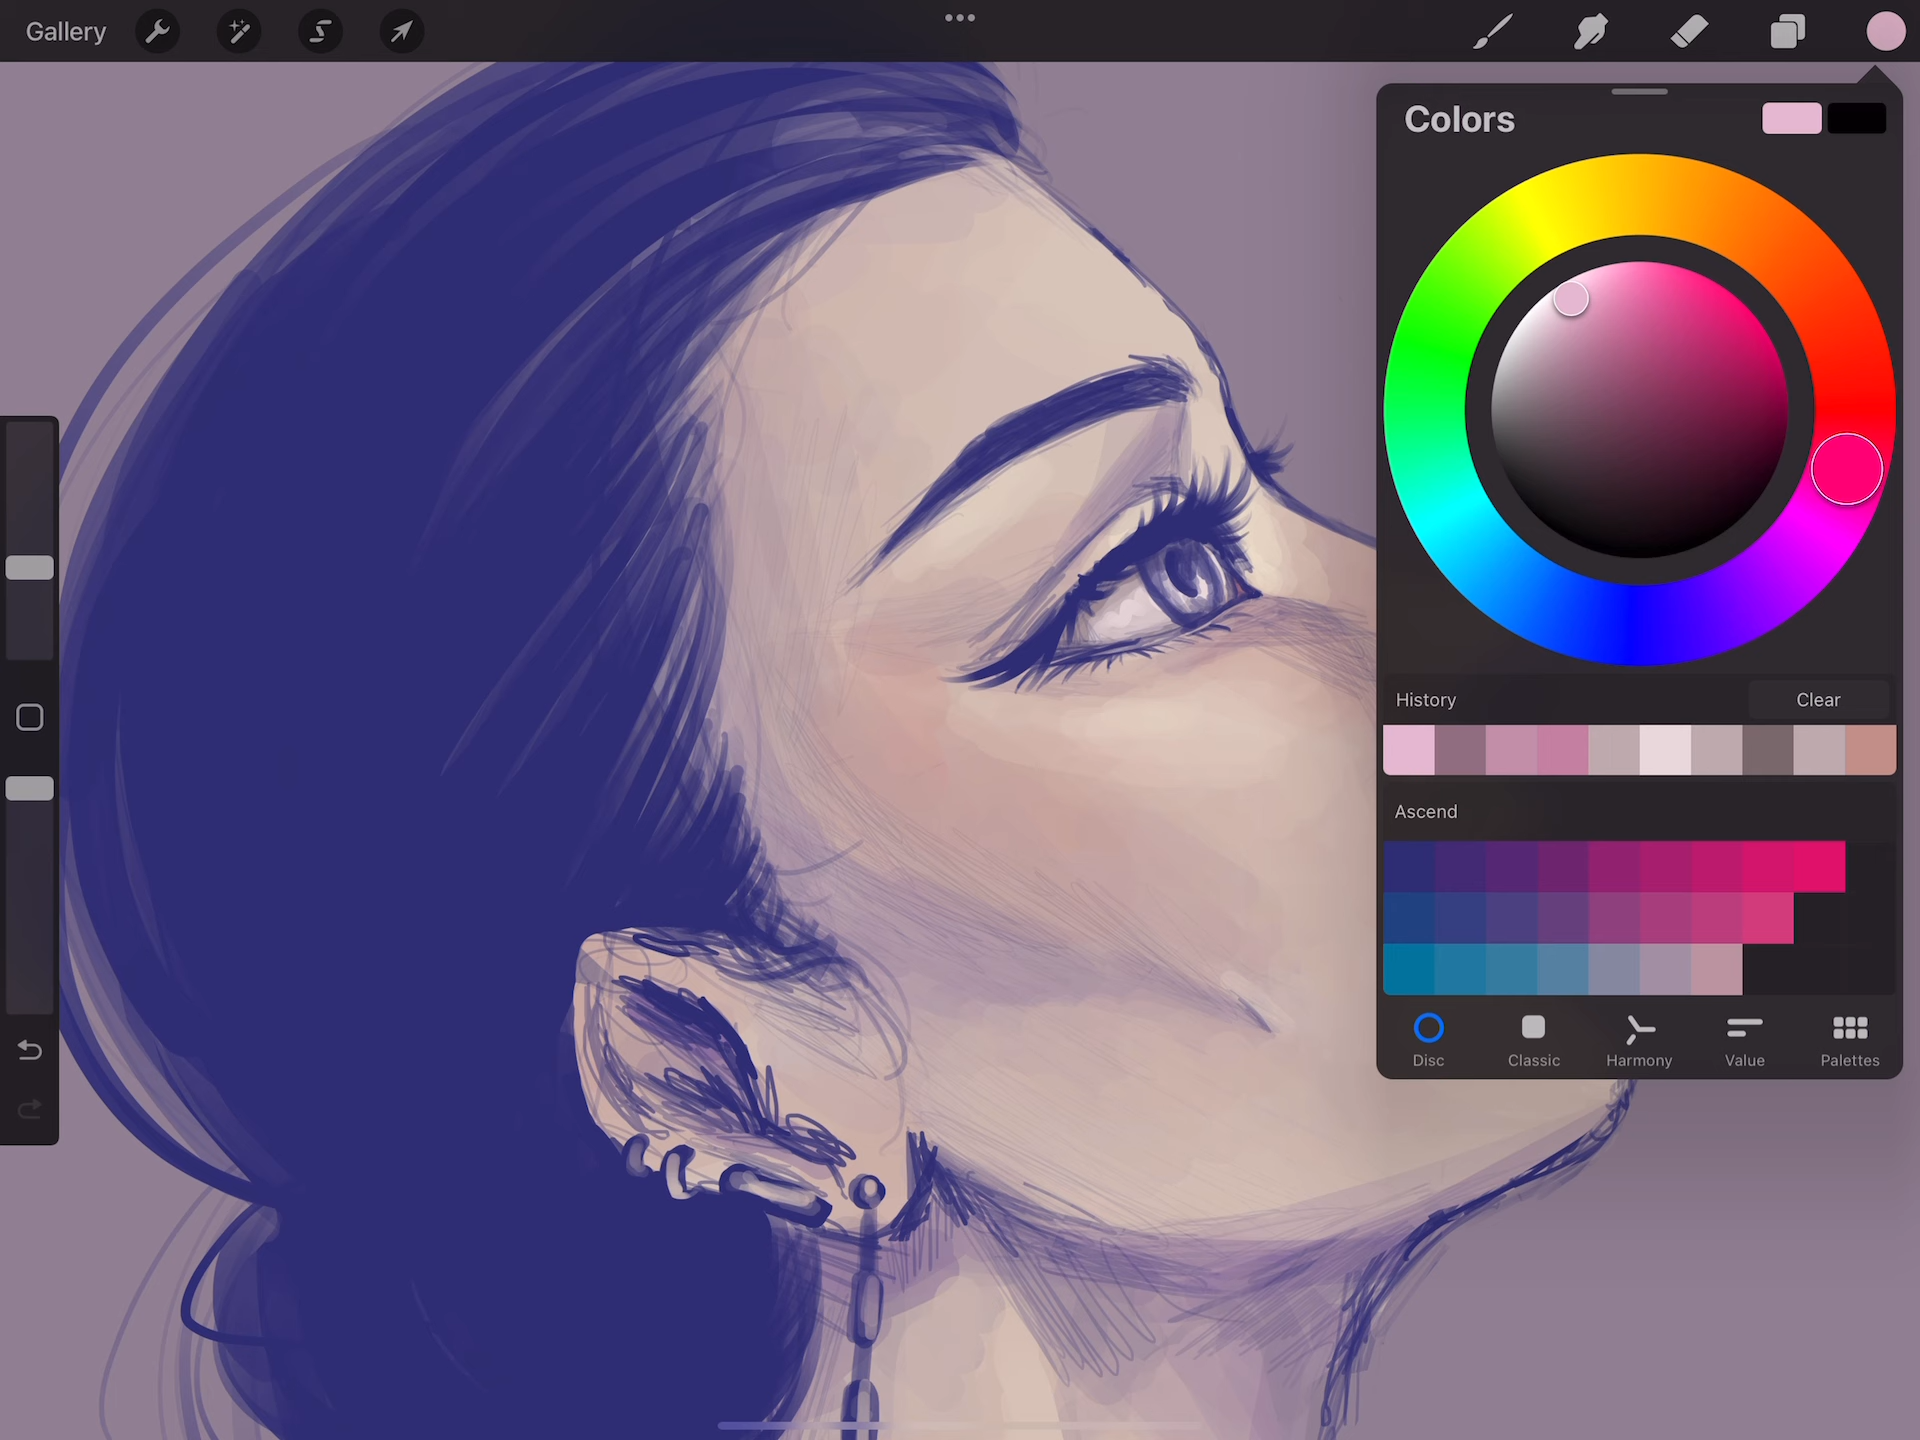 Gallery
Colors
History Clear
Ascend
Disc Classic Harmony Value Palettes